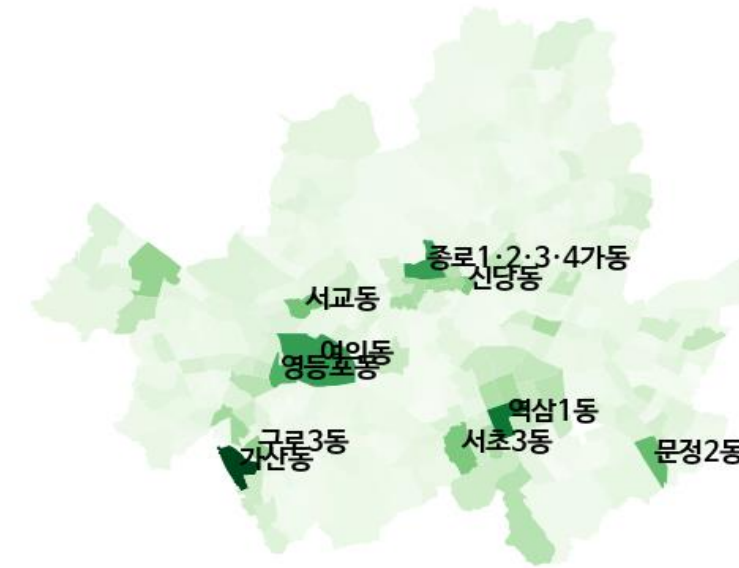 종로1·2·3·4가동
신당동
서교동
여의동
영등포동
역삼1동
구로3동
서초3동
문정2동
가산동